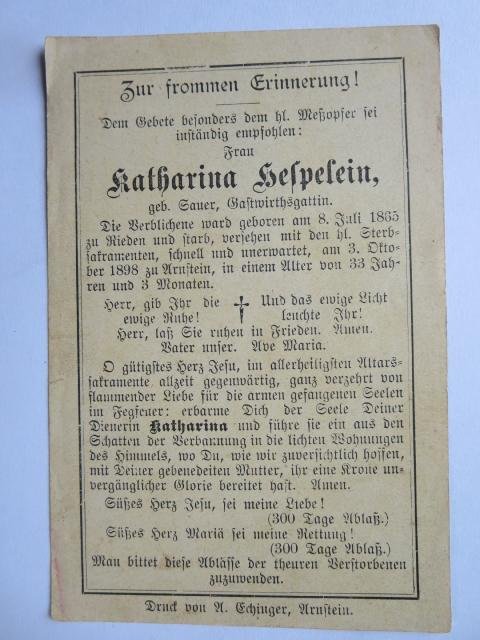 Zur frommen Erinnerung!
Dem Gebete besonders dem hl. Meßopfer sei
inständig empfohlen:
Frau
Katharina Hespelein,
geb. Sauer, Gastwirthsgattin.
Die Verblichene ward geboren am 8. Juli 1865
zu Rieden und starb, versehen mit den hl. Sterb-
sakramenten, schnell und unerwartet, am 3. Okto-
ber 1898 zu Arnstein, in einem Alter von 33 Jah-
ren und 3 Monaten.
Herr, gib Ihr die † Und das ewige Licht
ewige Ruhe! leuchte Ihr!
Herr, laß Sie ruhen in Frieden. Amen.
Vater unser. Ave Maria.
O gütigstes Herz Jesu, im allerheiligsten Altars-
sakramente allzeit gegenwärtig, ganz verzehrt von
flammender Liebe für die armen gefangenen Seelen
im Fegfeuer: erbarme Dich der Seele Deiner
Dienerin Katharina und führe sie ein aus den
Schatten der Verbannung in die lichten Wohnungen
des Himmels, wo Du, wie wir zuversichtlich hoffen,
mit Deiner gebenedeiten Mutter, ihr eine Krone un-
vergänglicher Glorie bereitet hast. Amen.
Süßes Herz Jesu, sei meine Liebe!
(300 Tage Ablaß.)
Süßes Herz Mariä sei meine Rettung!
(300 Tage Ablaß.)
Man bittet diese Ablässe der theuren Verstorbenen
zuzuwenden.
Druck von A. Echinger, Arnstein.